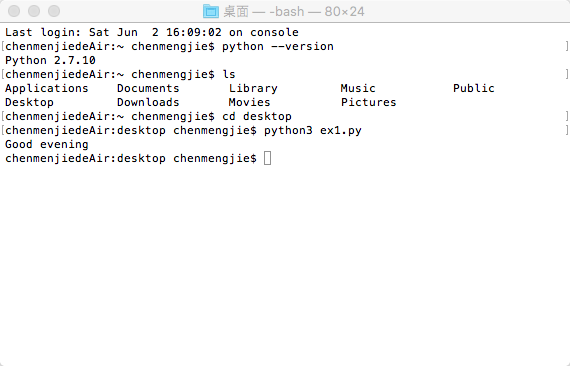 桌面 — -bash — 80×24
Last login: Sat Jun  2 16:09:02 on console
[chenmenjiedeAir:~ chenmengjie$ python --version ]
Python 2.7.10
[chenmenjiedeAir:~ chenmengjie$ ls ]
Applications    Documents       Library         Music           Public
Desktop         Downloads       Movies          Pictures
[chenmenjiedeAir:~ chenmengjie$ cd desktop ]
[chenmenjiedeAir:desktop chenmengjie$ python3 ex1.py ]
Good evening
chenmenjiedeAir:desktop chenmengjie$